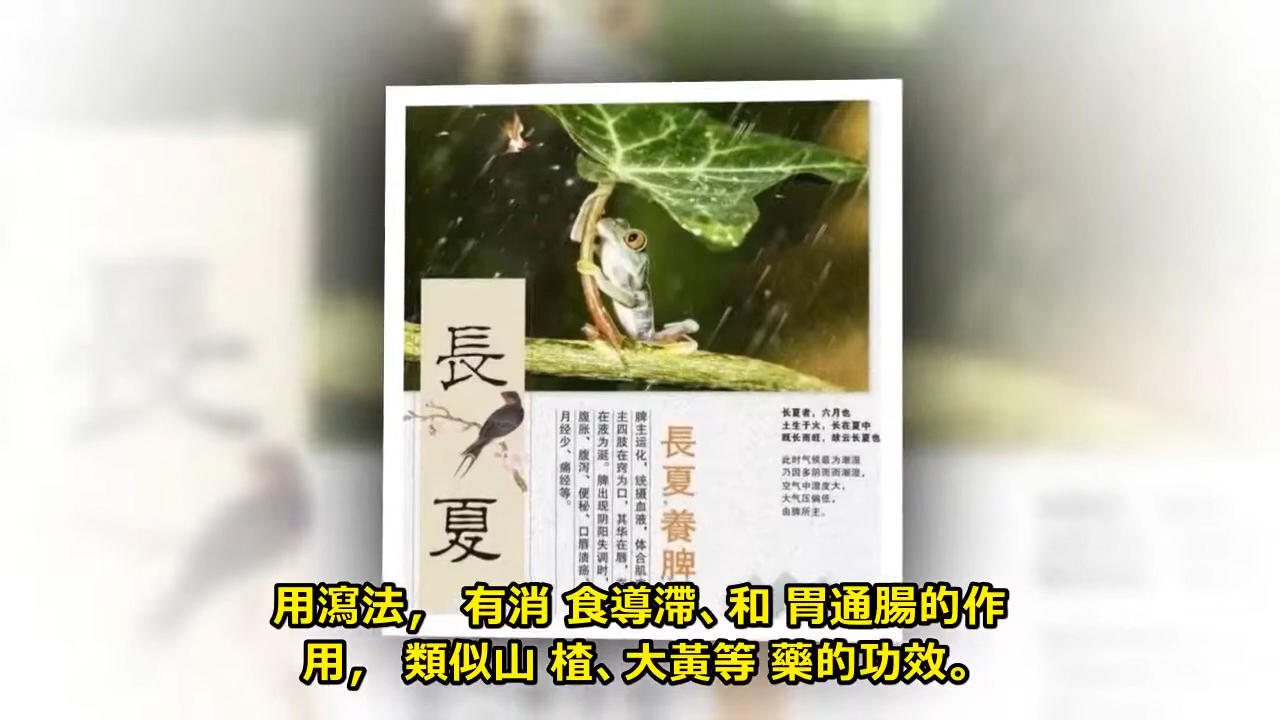 長
夏
長夏·養脾
脾主运化，统摄血液，体合肌肉
主四肢在窍为口，其华在唇，
在液为涎。脾出现阴阳失调时，
腹胀、腹泻、便秘、口唇溃疡、
月经少、痛经等。
长夏者，六月也
土生于火，长在夏中
既长而旺，故云长夏也
此时气候最为潮湿
乃因多阴雨而潮湿，
空气中湿度大，
大气压偏低，
由脾所主。
用瀉法， 有消 食導滯、和 胃通腸的作
用， 類似山 楂、大黃等 藥的功效。